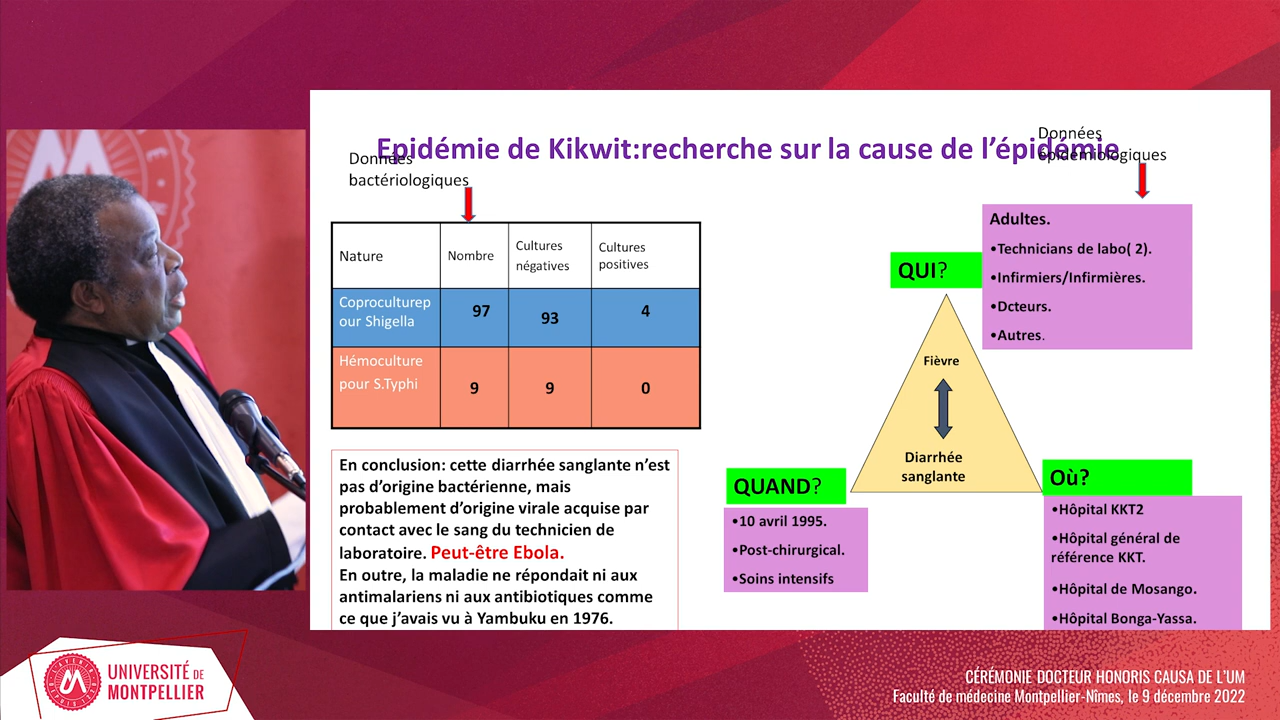 Epidémie de Kikwit:recherche sur la cause de l'épidémie
Données
bactériologiques
Données
épidémiologiques
Nature
Nombre
Cultures
négatives
Cultures
positives
Coproculturep
our Shigella
97
93
4
Hémoculture
pour S.Typhi
9
9
0
En conclusion: cette diarrhée sanglante n'est
pas d'origine bactérienne, mais
probablement d'origine virale acquise par
contact avec le sang du technicien de
laboratoire. Peut-être Ebola.
En outre, la maladie ne répondait ni aux
antimalariens ni aux antibiotiques comme
ce que j'avais vu à Yambuku en 1976.
QUI?
Adultes.
•Technicians de labo( 2).
•Infirmiers/Infirmières.
•Dcteurs.
•Autres.
Fièvre
Diarrhée
sanglante
QUAND?
•10 avril 1995.
•Post-chirurgical.
•Soins intensifs
Où?
•Hôpital KKT2
•Hôpital général de
référence KKT.
•Hôpital de Mosango.
•Hôpital Bonga-Yassa.
UNIVERSITÉ DE
MONTPELLIER
CÉRÉMONIE DOCTEUR HONORIS CAUSA DE L'UM
Faculté de médecine Montpellier-Nîmes, le 9 décembre 2022